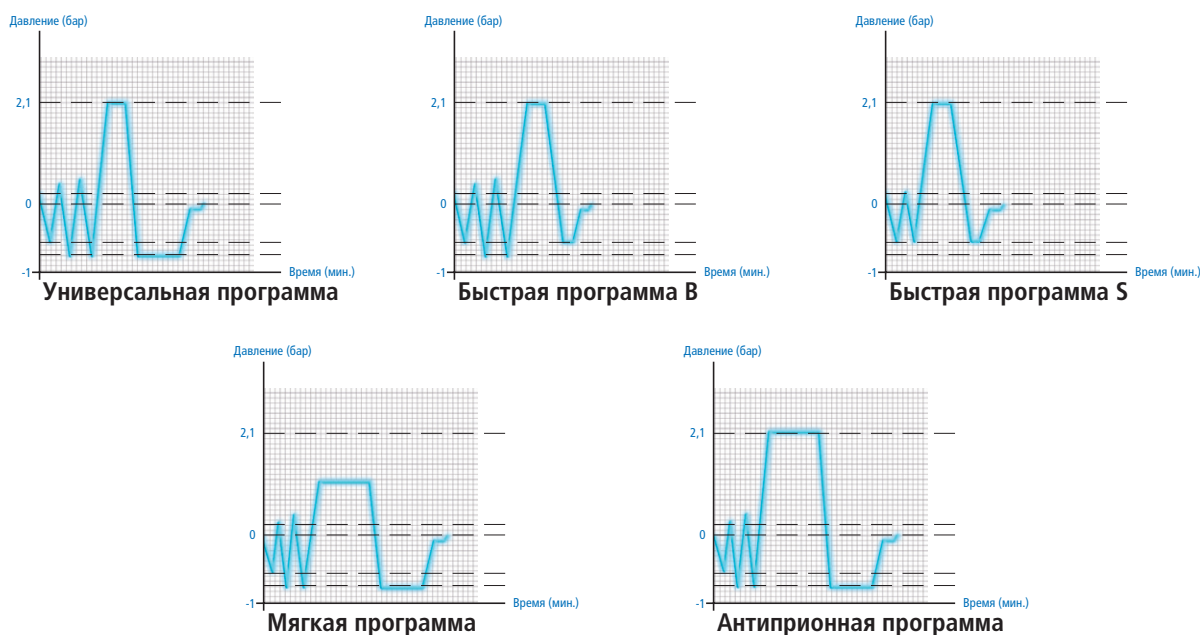 Давление (бар)
2,1
0
-1
Время (мин.)
Универсальная программа
Давление (бар)
2,1
0
-1
Время (мин.)
Быстрая программа B
Давление (бар)
2,1
0
-1
Время (мин.)
Быстрая программа S
Давление (бар)
2,1
0
-1
Время (мин.)
Мягкая программа
Давление (бар)
2,1
0
-1
Время (мин.)
Антиприонная программа